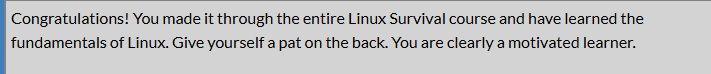 Congratulations! You made it through the entire Linux Survival course and have learned the
fundamentals of Linux. Give yourself a pat on the back. You are clearly a motivated learner.